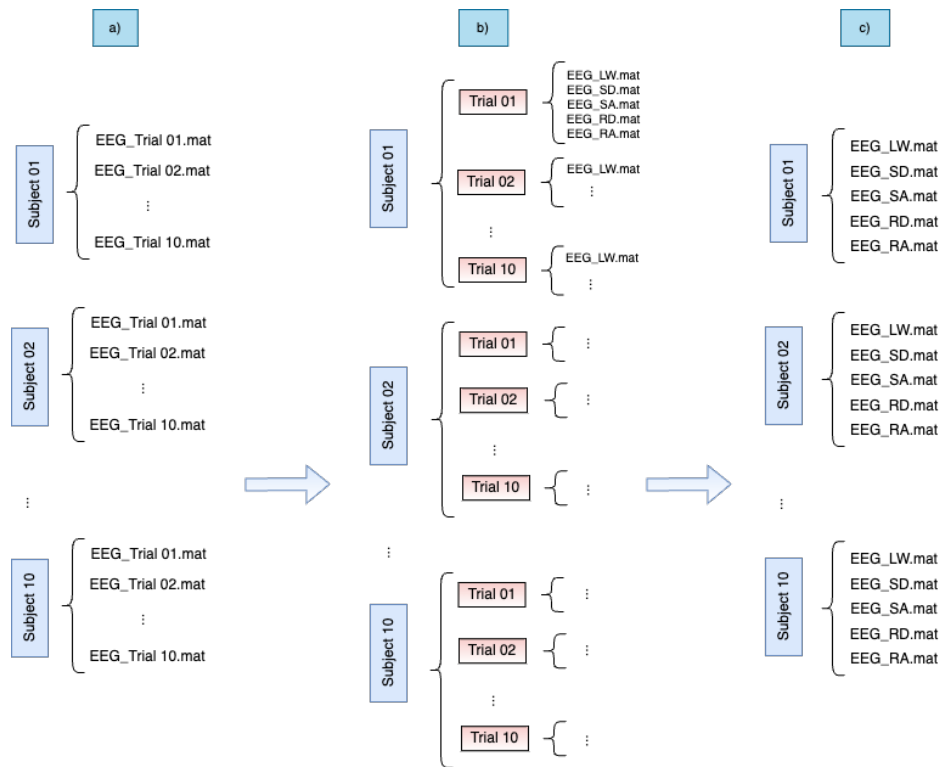 a)
Subject 01
EEG_Trial 01.mat
EEG_Trial 02.mat
...
EEG_Trial 10.mat
Subject 02
EEG_Trial 01.mat
EEG_Trial 02.mat
...
EEG_Trial 10.mat
...
Subject 10
EEG_Trial 01.mat
EEG_Trial 02.mat
...
EEG_Trial 10.mat
b)
Subject 01
Trial 01
EEG_LW.mat
EEG_SD.mat
EEG_SA.mat
EEG_RD.mat
EEG_RA.mat
Trial 02
EEG_LW.mat
...
...
Trial 10
EEG_LW.mat
...
Subject 02
Trial 01
...
Trial 02
...
...
Trial 10
...
...
Subject 10
Trial 01
...
Trial 02
...
...
Trial 10
...
c)
Subject 01
EEG_LW.mat
EEG_SD.mat
EEG_SA.mat
EEG_RD.mat
EEG_RA.mat
Subject 02
EEG_LW.mat
EEG_SD.mat
EEG_SA.mat
EEG_RD.mat
EEG_RA.mat
...
Subject 10
EEG_LW.mat
EEG_SD.mat
EEG_SA.mat
EEG_RD.mat
EEG_RA.mat